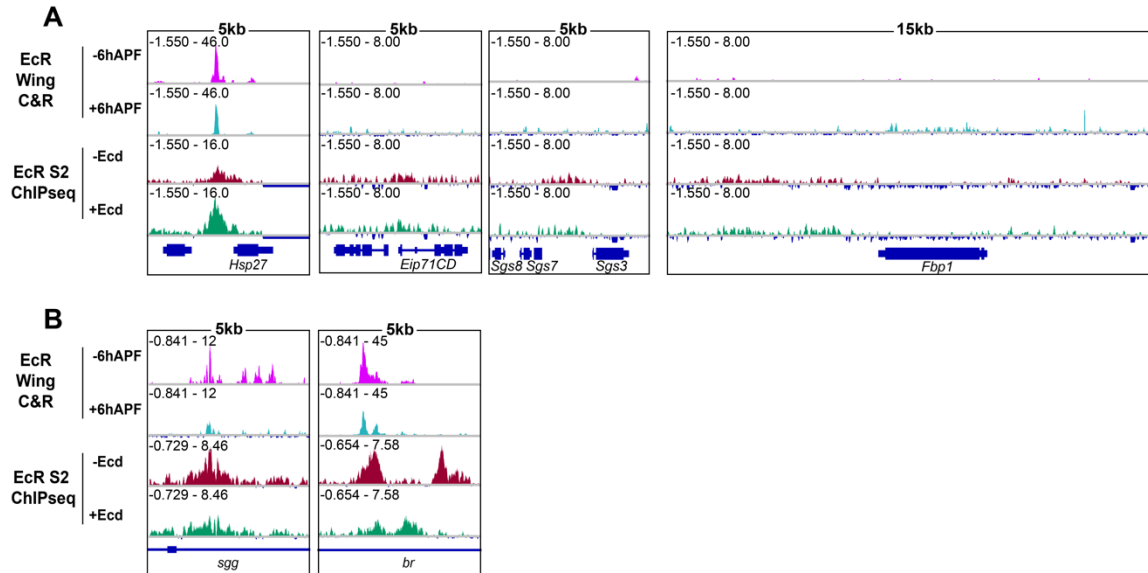 A
5kb 5kb 5kb 15kb
EcR
Wing
C&R
-6hAPF
-1.550 - 46.0 -1.550 - 8.00 -1.550 - 8.00 -1.550 - 8.00
+6hAPF
-1.550 - 46.0 -1.550 - 8.00 -1.550 - 8.00 -1.550 - 8.00
EcR S2
ChIPseq
-Ecd
-1.550 - 16.0 -1.550 - 8.00 -1.550 - 8.00 -1.550 - 8.00
+Ecd
-1.550 - 16.0 -1.550 - 8.00 -1.550 - 8.00 -1.550 - 8.00
Hsp27 Eip71CD Sgs8 Sgs7 Sgs3 Fbp1
B
5kb 5kb
EcR
Wing
C&R
-6hAPF
-0.841 - 12 -0.841 - 45
+6hAPF
-0.841 - 12 -0.841 - 45
EcR S2
ChIPseq
-Ecd
-0.729 - 8.46 -0.654 - 7.58
+Ecd
-0.729 - 8.46 -0.654 - 7.58
sgg br